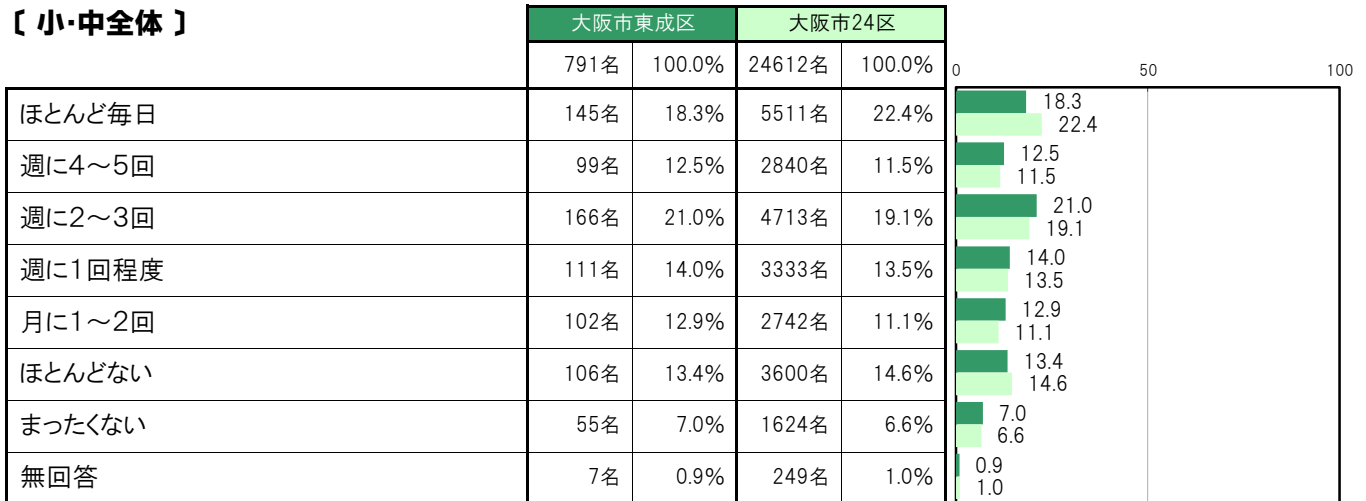 〔 小・中全体 〕
大阪市東成区 大阪市24区
791名 100.0% 24612名 100.0%
0 50 100
ほとんど毎日 145名 18.3% 5511名 22.4% 18.3
22.4
週に4～5回 99名 12.5% 2840名 11.5% 12.5
11.5
週に2～3回 166名 21.0% 4713名 19.1% 21.0
19.1
週に1回程度 111名 14.0% 3333名 13.5% 14.0
13.5
月に1～2回 102名 12.9% 2742名 11.1% 12.9
11.1
ほとんどない 106名 13.4% 3600名 14.6% 13.4
14.6
まったくない 55名 7.0% 1624名 6.6% 7.0
6.6
無回答 7名 0.9% 249名 1.0% 0.9
1.0